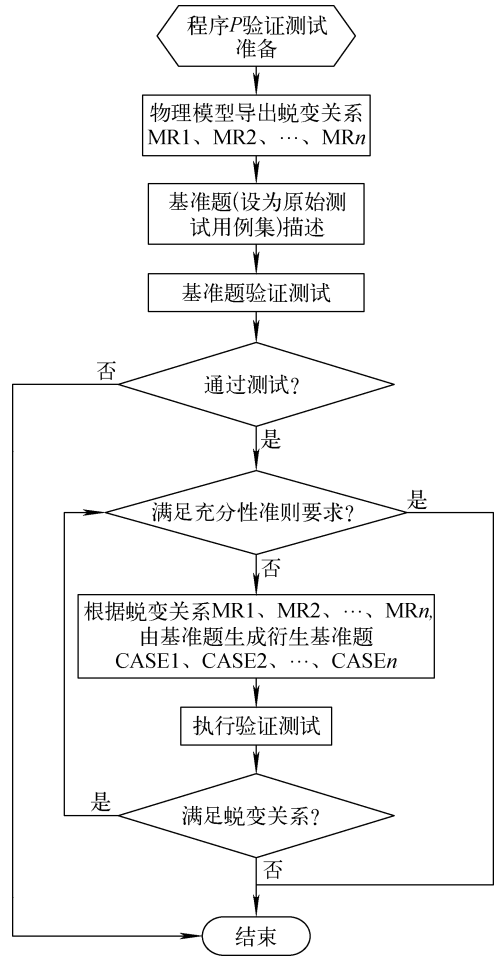 程序P验证测试
准备
物理模型导出蜕变关系
MR1、MR2、…、MRn
基准题(设为原始测
试用例集)描述
基准题验证测试
否
通过测试?
是
满足充分性准则要求?
是
否
根据蜕变关系MR1、MR2、…、MRn,
由基准题生成衍生基准题
CASE1、CASE2、…、CASEn
执行验证测试
是
满足蜕变关系?
否
结束